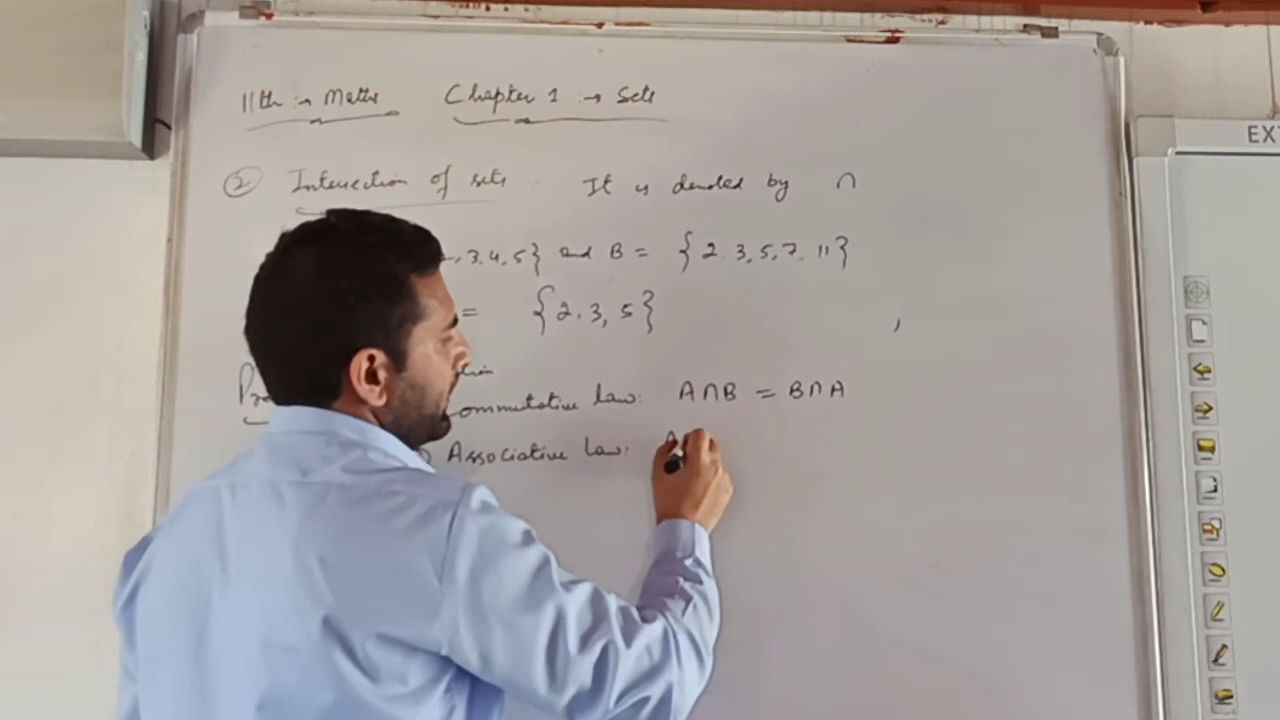 11th → Maths Chapter 1 → Sets
② Intersection of sets. It is denoted by ∩.
, 3, 4, 5} and B = {2, 3, 5, 7, 11}
= {2, 3, 5}
Commutative law: A∩B = B∩A
Associative law: A
EXT